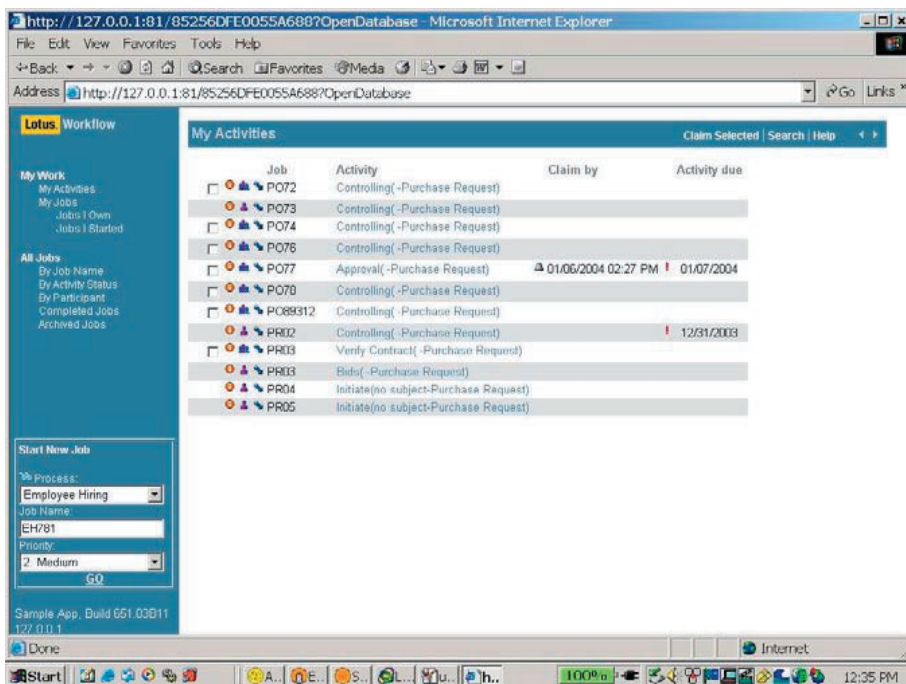 http://127.0.0.1:81/85256DFE0055A688?OpenDatabase - Microsoft Internet Explorer
File Edit View Favorites Tools Help
Back Search Favorites Media
Address http://127.0.0.1:81/85256DFE0055A688?OpenDatabase Go Links
Lotus. Workflow
My Activities Claim Selected | Search | Help
My Work
My Activities
My Jobs
Jobs I Own
Jobs I Started
All Jobs
By Job Name
By Activity Status
By Participant
Completed Jobs
Archived Jobs
Job Activity Claim by Activity due
PO72 Controlling( -Purchase Request)
PO73 Controlling( -Purchase Request)
PO74 Controlling( -Purchase Request)
PO76 Controlling( -Purchase Request)
PO77 Approval( -Purchase Request) 01/06/2004 02:27 PM ! 01/07/2004
PO78 Controlling( -Purchase Request)
PO89312 Controlling( -Purchase Request)
PR02 Controlling( -Purchase Request) ! 12/31/2003
PR03 Verify Contract( -Purchase Request)
PR03 Bids( -Purchase Request)
PR04 Initiate(no subject-Purchase Request)
PR05 Initiate(no subject-Purchase Request)
Start New Job
Process:
Employee Hiring
Job Name:
EH781
Priority:
2. Medium
GO
Sample App, Build 651.03B11
127.0.0.1
Done Internet
Start A.. E.. S.. L... u.. h.. 100% 12:35 PM